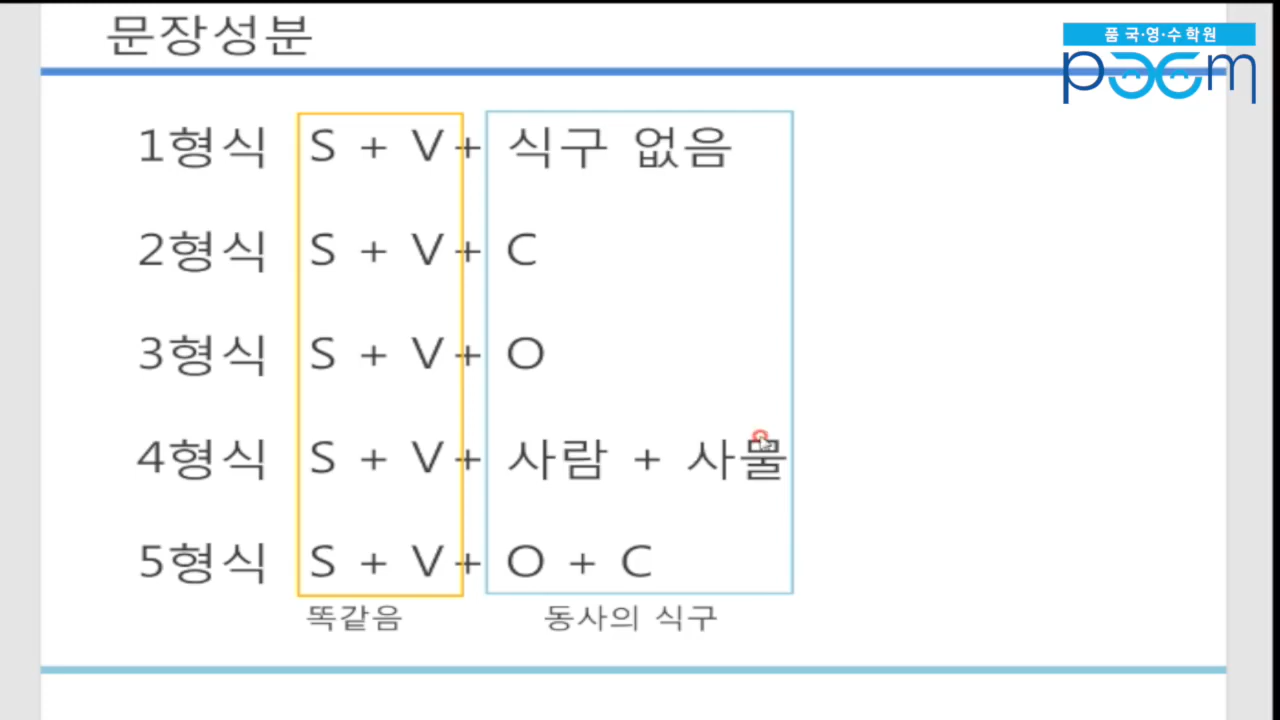 문장성분
품 국·영·수 학원
poem
1형식 S + V + 식구 없음
2형식 S + V + C
3형식 S + V + O
4형식 S + V + 사람 + 사물
5형식 S + V + O + C
똑같음 동사의 식구